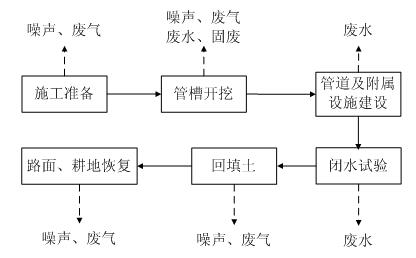 噪声、废气
噪声、废气
废水、固废
废水
施工准备
管槽开挖
管道及附属
设施建设
路面、耕地恢复
回填土
闭水试验
噪声、废气
噪声、废气
废水